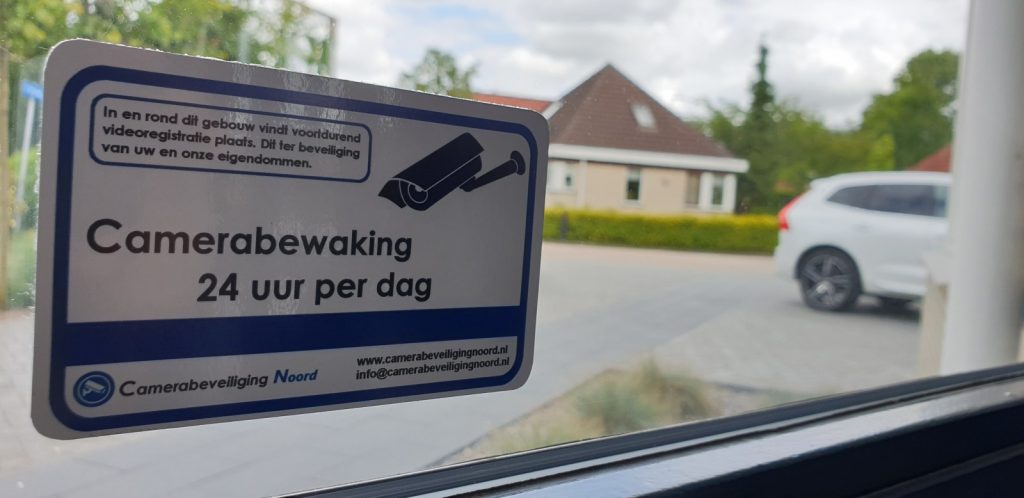 In en rond dit gebouw vindt voortdurend
videoregistratie plaats. Dit ter beveiliging
van uw en onze eigendommen.
Camerabewaking
24 uur per dag
Camerabeveiliging Noord
www.camerabeveiligingnoord.nl
info@camerabeveiligingnoord.nl